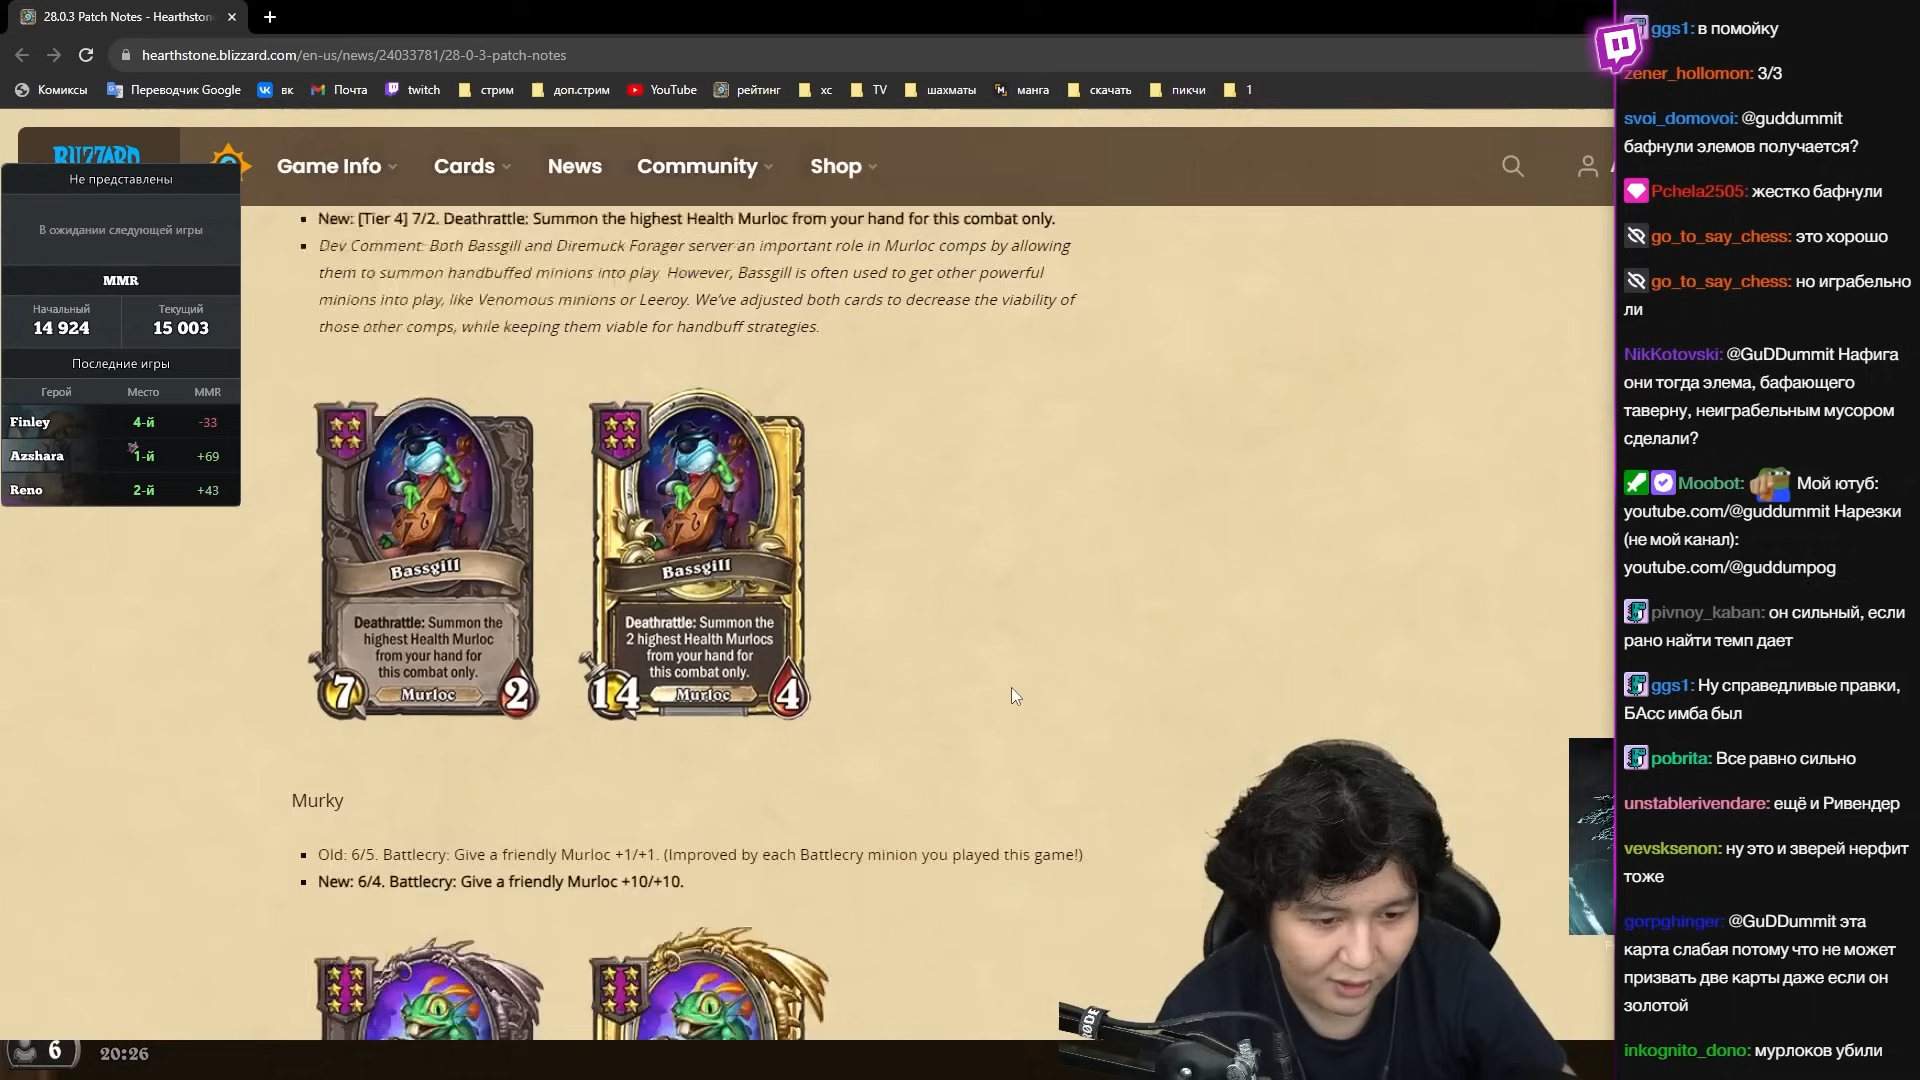 28.0.3 Patch Notes - Hearthston
hearthstone.blizzard.com/en-us/news/24033781/28-0-3-patch-notes
Комиксы
Переводчик Google
вк
Почта
twitch
стрим
доп.стрим
YouTube
рейтинг
хс
TV
шахматы
манга
скачать
пикчи
1
BLIZZARD
Game Info
Cards
News
Community
Shop
Не представлены
В ожидании следующей игры
MMR
Начальный
Текущий
14 924
15 003
Последние игры
Герой Место MMR
Finley 4-й -33
Azshara 1-й +69
Reno 2-й +43
New: [Tier 4] 7/2. Deathrattle: Summon the highest Health Murloc from your hand for this combat only.
Dev Comment: Both Bassgill and Diremuck Forager server an important role in Murloc comps by allowing
them to summon handbuffed minions into play. However, Bassgill is often used to get other powerful
minions into play, like Venomous minions or Leeroy. We've adjusted both cards to decrease the viability of
those other comps, while keeping them viable for handbuff strategies.
Bassgill
Deathrattle: Summon the
highest Health Murloc
from your hand for
this combat only.
7
Murloc
2
Bassgill
Deathrattle: Summon the
2 highest Health Murlocs
from your hand for
this combat only.
14
Murloc
4
Murky
Old: 6/5. Battlecry: Give a friendly Murloc +1/+1. (Improved by each Battlecry minion you played this game!)
New: 6/4. Battlecry: Give a friendly Murloc +10/+10.
6
20:26
RØDE
ggs1: в помойку
zener_hollomon: 3/3
svoi_domovoi: @guddummit
бафнули элемов получается?
Pchela2505: жестко бафнули
go_to_say_chess: это хорошо
go_to_say_chess: но играбельно
ли
NikKotovski: @GuDDummit Нафига
они тогда элема, бафающего
таверну, неиграбельным мусором
сделали?
Moobot: Мой ютуб:
youtube.com/@guddummit Нарезки
(не мой канал):
youtube.com/@guddumpog
pivnoy_kaban: он сильный, если
рано найти темп дает
ggs1: Ну справедливые правки,
БАсс имба был
pobrita: Все равно сильно
unstablerivendare: ещё и Ривендер
vevsksenon: ну это и зверей нерфит
тоже
gorpghinger: @GuDDummit эта
карта слабая потому что не может
призвать две карты даже если он
золотой
inkognito_dono: мурлоков убили